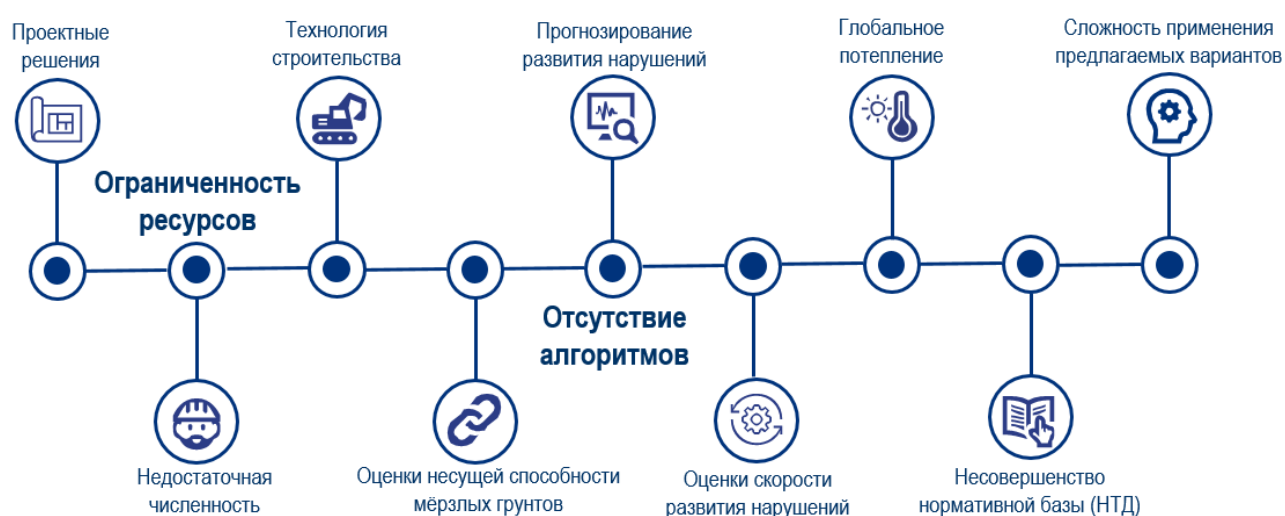 Проектные
решения
Технология
строительства
Прогнозирование
развития нарушений
Глобальное
потепление
Сложность применения
предлагаемых вариантов
Ограниченность
ресурсов
Отсутствие
алгоритмов
Недостаточная
численность
Оценки несущей способности
мёрзлых грунтов
Оценки скорости
развития нарушений
Несовершенство
нормативной базы (НТД)